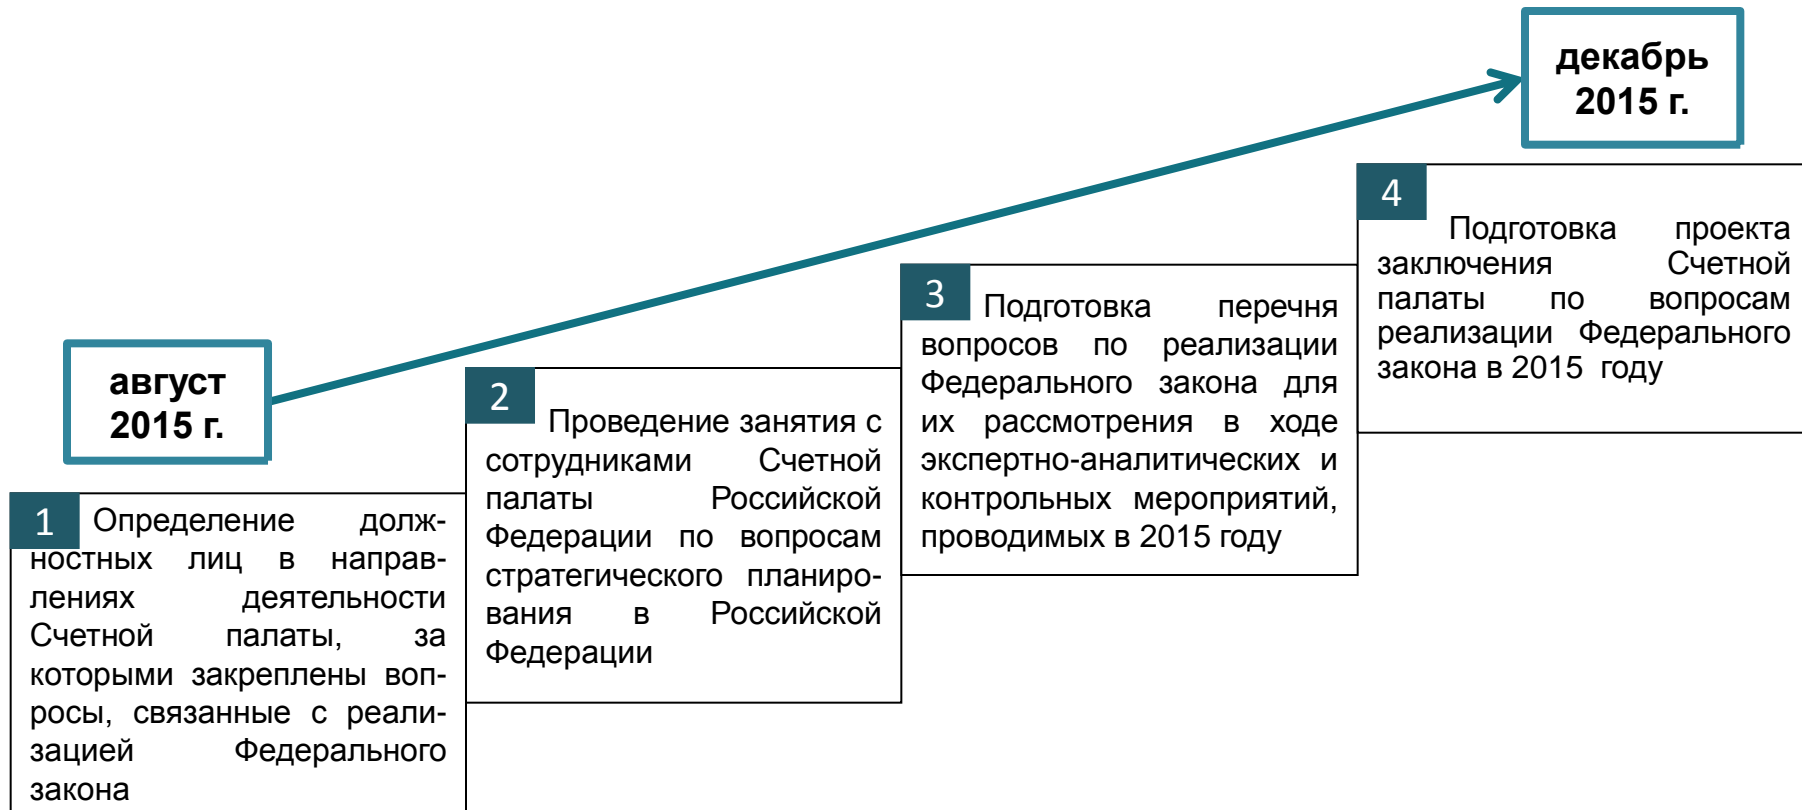 декабрь
2015 г.
август
2015 г.
1
Определение долж-
ностных лиц в направ-
лениях деятельности
Счетной палаты, за
которыми закреплены воп-
росы, связанные с реали-
зацией Федерального
закона
2
Проведение занятия с
сотрудниками Счетной
палаты Российской
Федерации по вопросам
стратегического планиро-
вания в Российской
Федерации
3
Подготовка перечня
вопросов по реализации
Федерального закона для
их рассмотрения в ходе
экспертно-аналитических и
контрольных мероприятий,
проводимых в 2015 году
4
Подготовка проекта
заключения Счетной
палаты по вопросам
реализации Федерального
закона в 2015 году